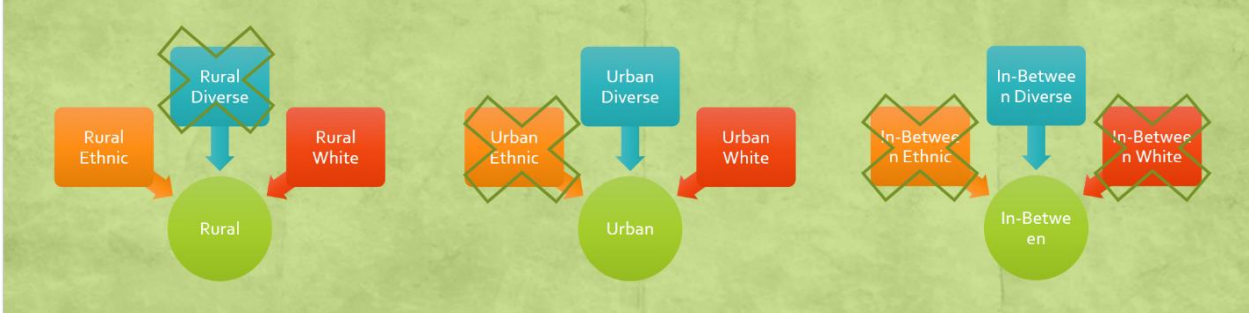 Rural
Diverse
Rural
Ethnic
Rural
White
Rural
Urban
Diverse
Urban
Ethnic
Urban
White
Urban
In-Betwee
n Diverse
In-Betwee
n Ethnic
In-Betwee
n White
In-Betwe
en